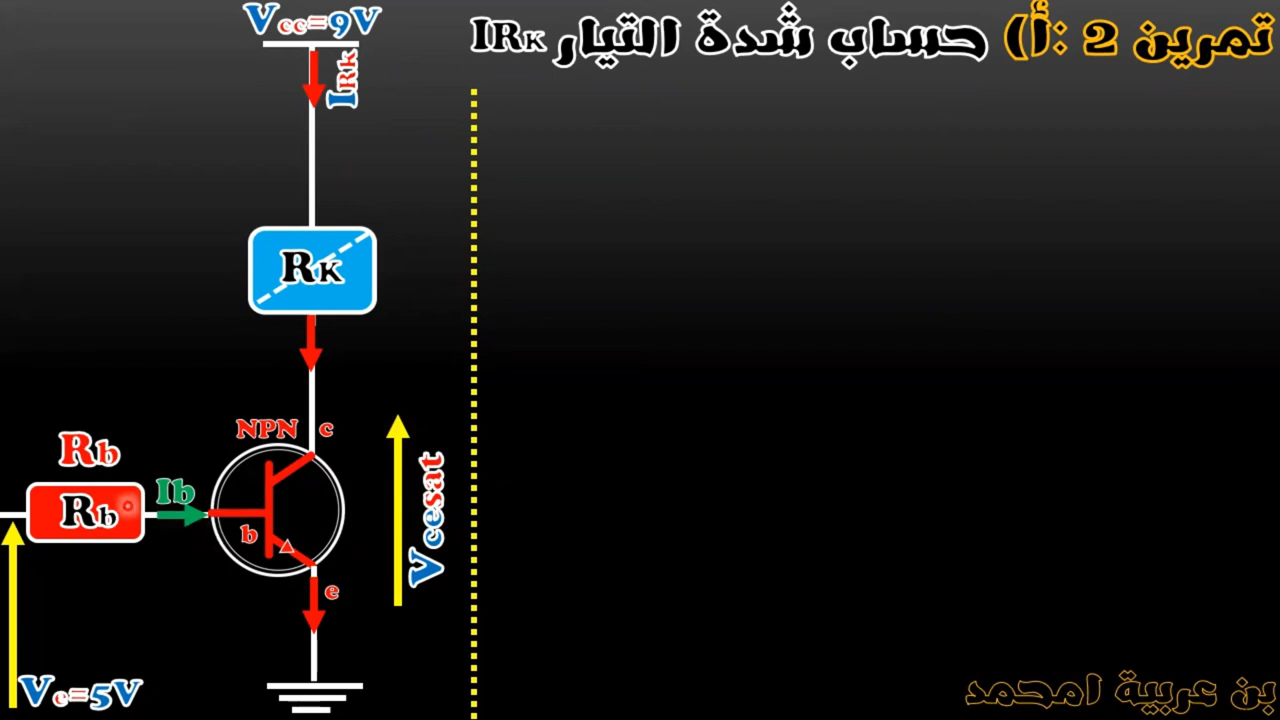 تمرين 2 :أ) حساب شدة التيار IRK
Vcc=9V
IRK
RK
NPN c
Rb
Ib
Rb
b
Vcesat
e
Ve=5V
بن عربية امحمد